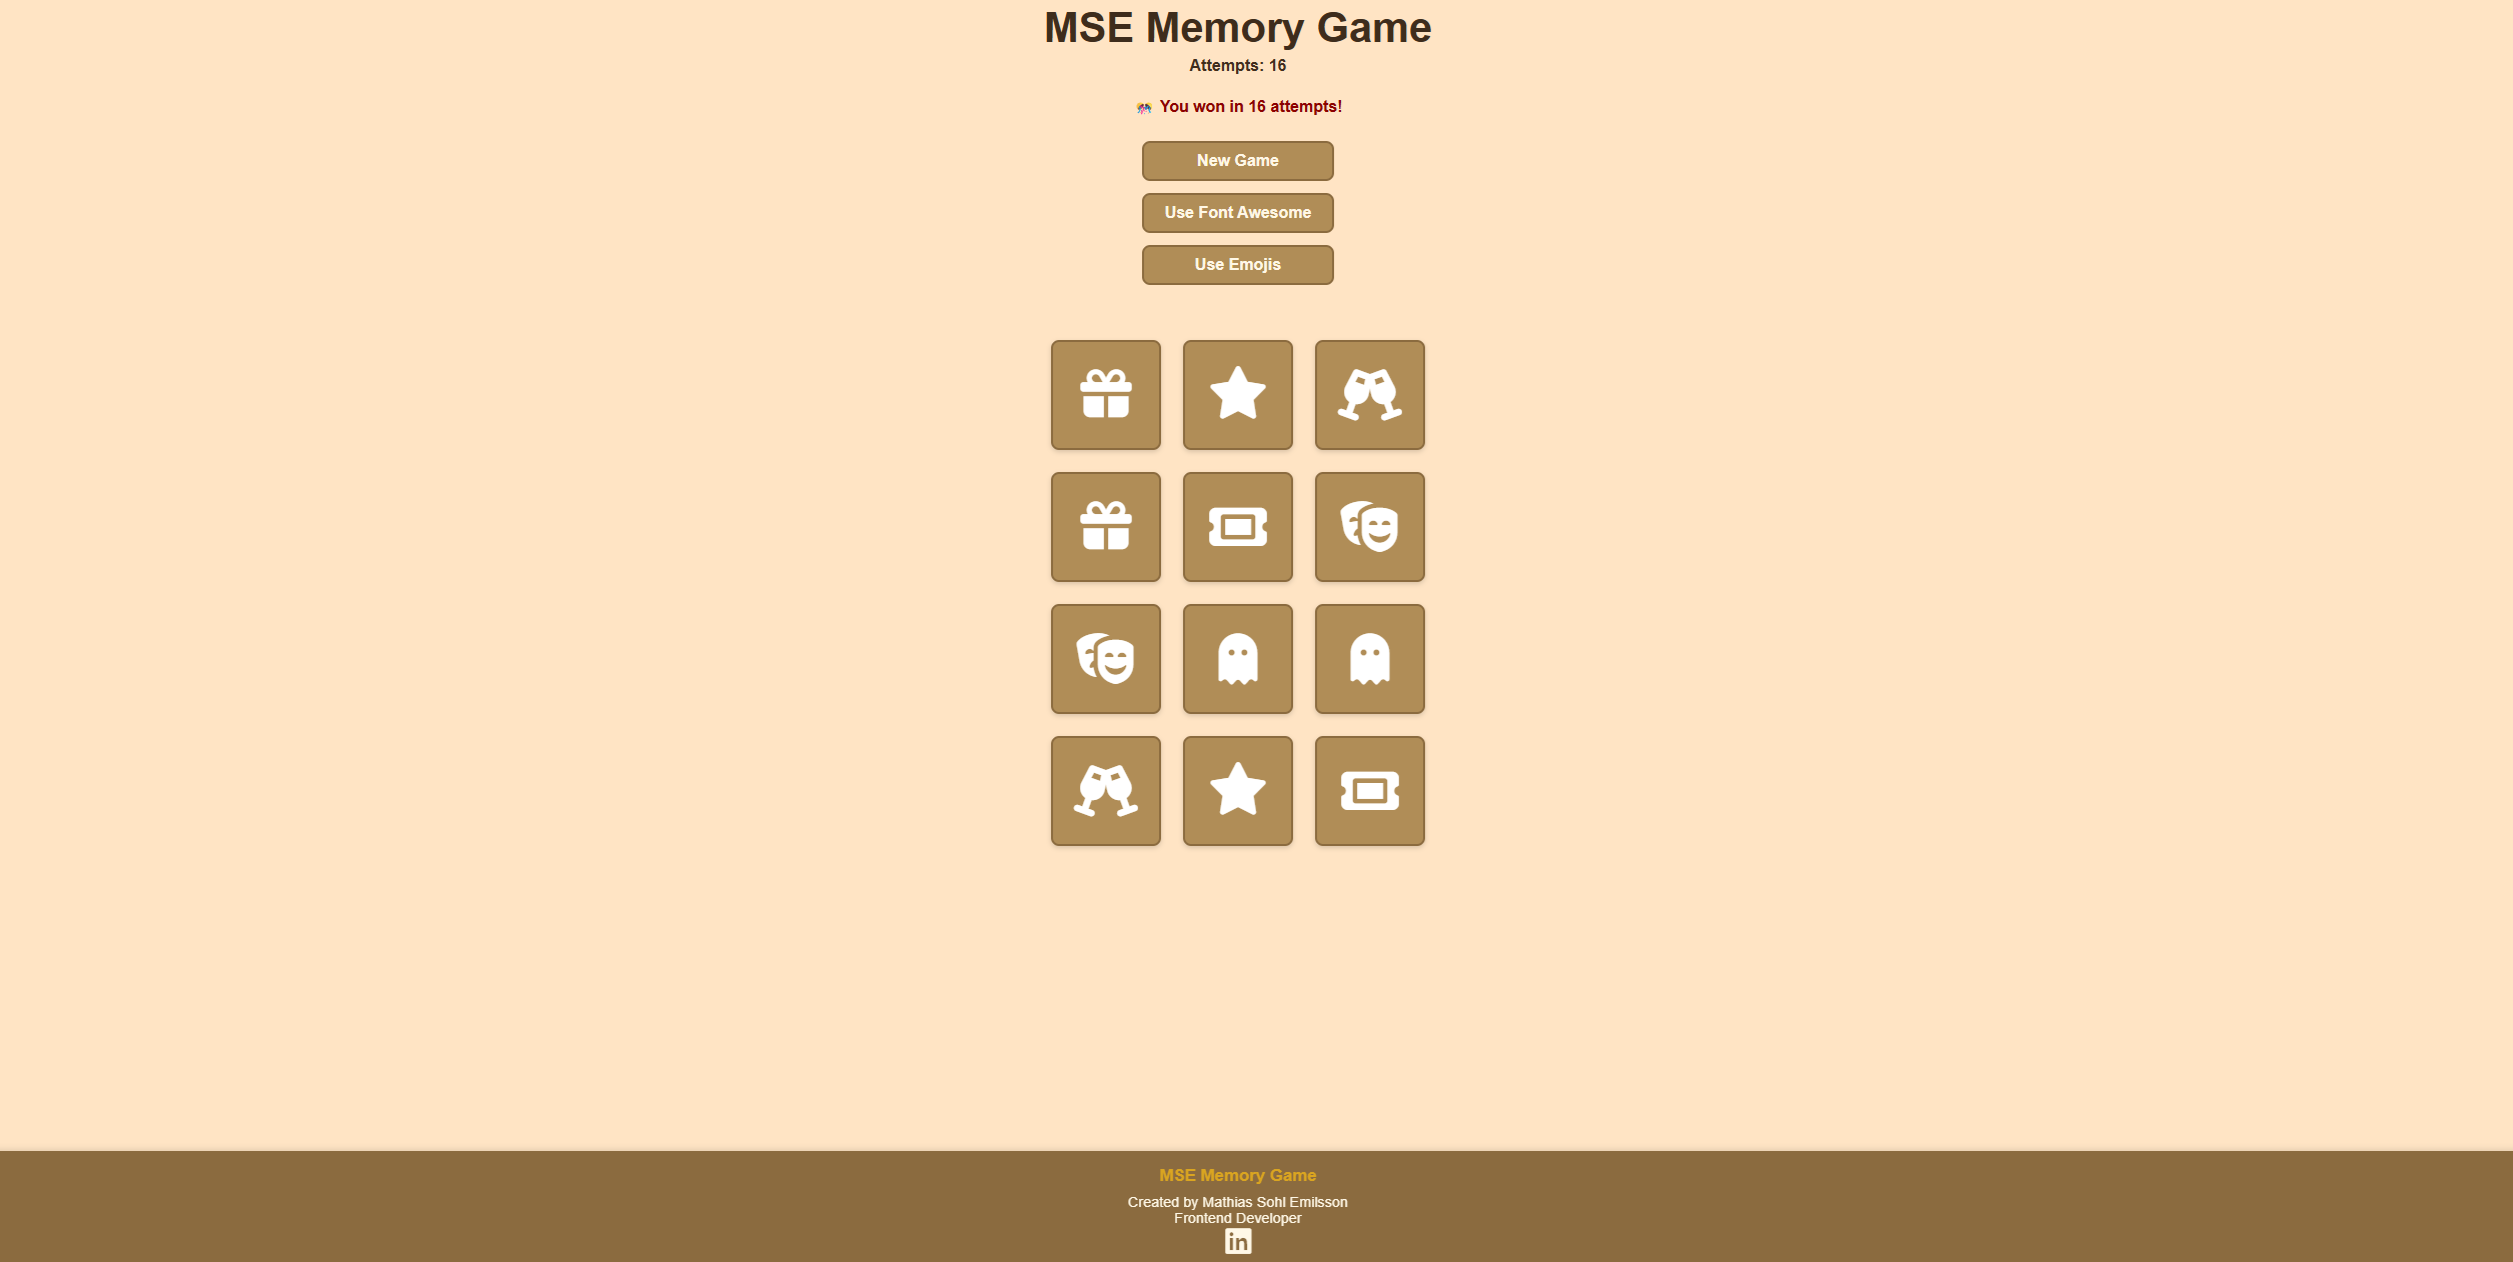 MSE Memory Game
Attempts: 16
🎊 You won in 16 attempts!
New Game
Use Font Awesome
Use Emojis
MSE Memory Game
Created by Mathias Sohl Emilsson
Frontend Developer
in